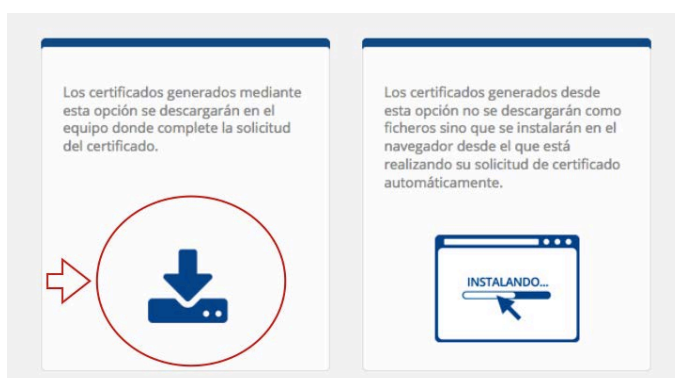 Los certificados generados mediante
esta opción se descargarán en el
equipo donde complete la solicitud
del certificado.
Los certificados generados desde
esta opción no se descargarán como
ficheros sino que se instalarán en el
navegador desde el que está
realizando su solicitud de certificado
automáticamente.
INSTALANDO...